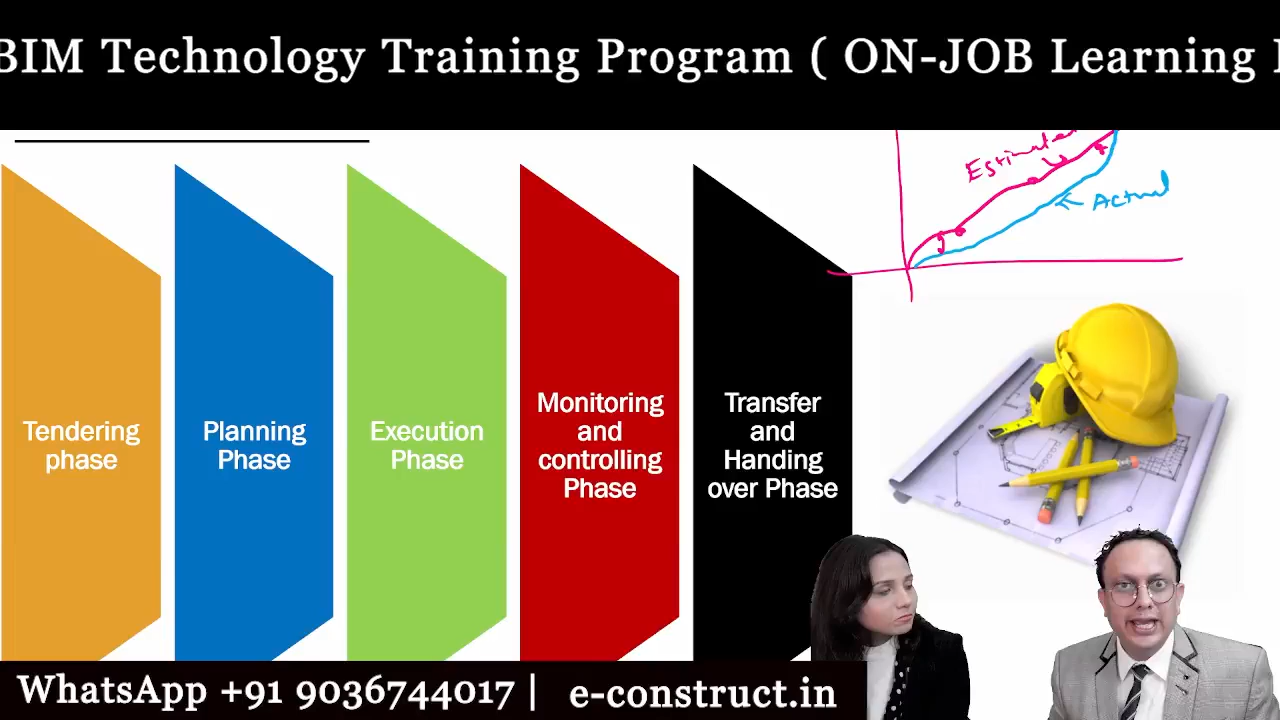 BIM Technology Training Program ( ON-JOB Learning
Estimated
Actual
Tendering
phase
Planning
Phase
Execution
Phase
Monitoring
and
controlling
Phase
Transfer
and
Handing
over Phase
WhatsApp +91 9036744017 | e-construct.in